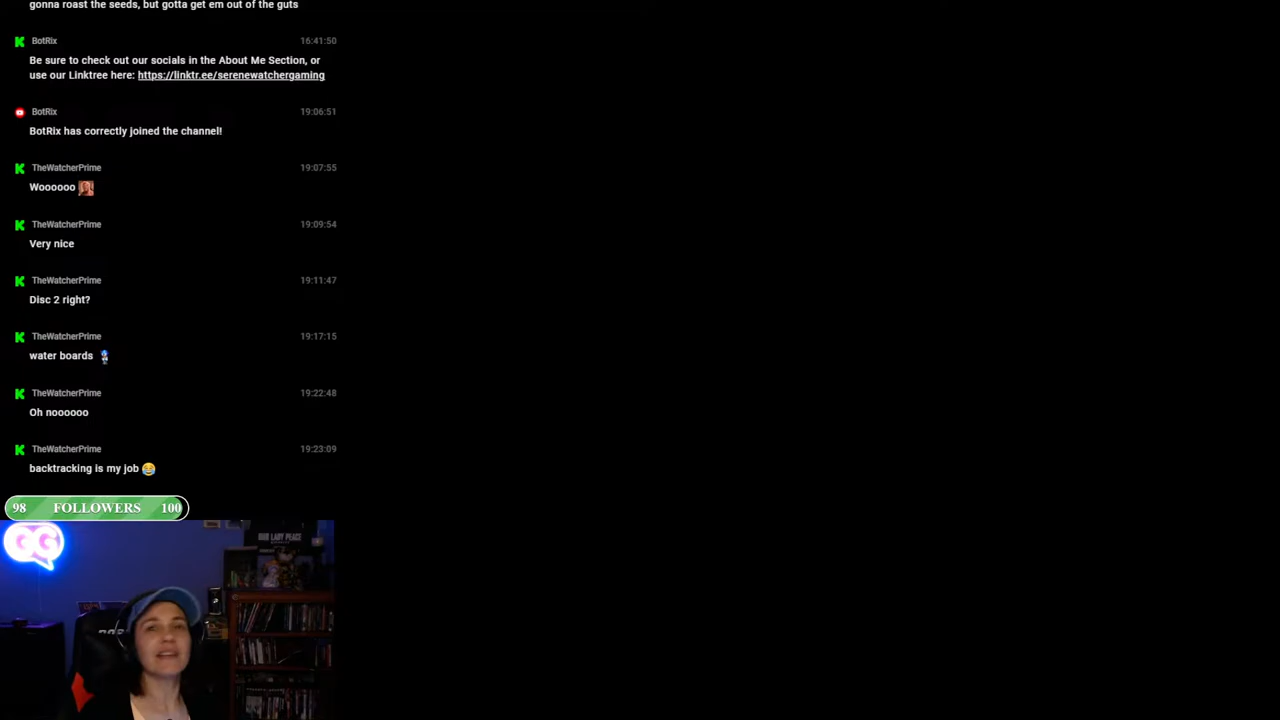 gonna roast the seeds, but gotta get em out of the guts
BotRix 16:41:50
Be sure to check out our socials in the About Me Section, or
use our Linktree here: https://linktr.ee/serenewatchergaming
BotRix 19:06:51
BotRix has correctly joined the channel!
TheWatcherPrime 19:07:55
Woooooo
TheWatcherPrime 19:09:54
Very nice
TheWatcherPrime 19:11:47
Disc 2 right?
TheWatcherPrime 19:17:15
water boards
TheWatcherPrime 19:22:48
Oh noooooo
TheWatcherPrime 19:23:09
backtracking is my job 😂
98 FOLLOWERS 100
GG
OUR LADY PEACE